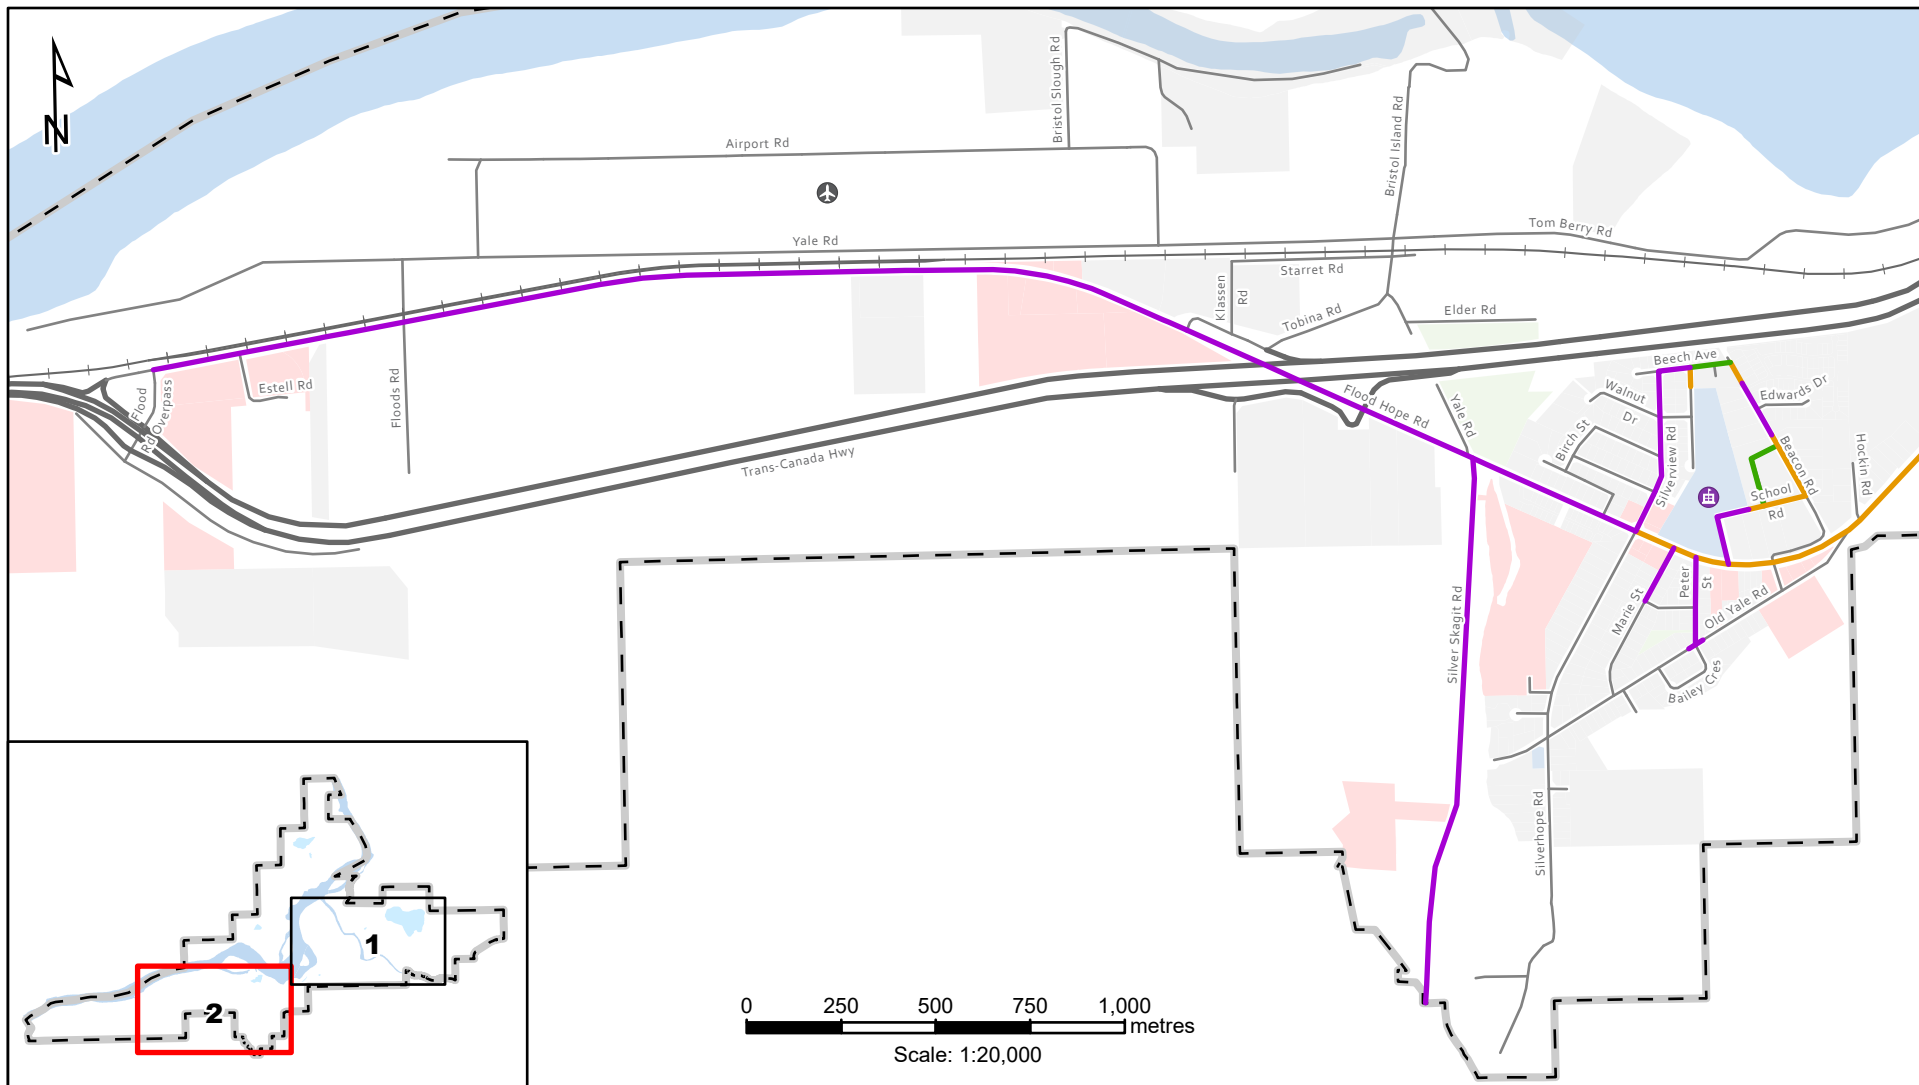 N
Airport Rd
Bristol Slough Rd
Bristol Island Rd
Yale Rd
Tom Berry Rd
Starret Rd
Klassen
Rd
Tobina Rd
Elder Rd
Beech Ave
Flood
Rd Overpass
Estell Rd
Floods Rd
Trans-Canada Hwy
Flood Hope Rd
Yale Rd
Walnut
Dr
Birch St
Silverview Rd
Edwards Dr
Beacon Rd
Hockin Rd
School
Rd
Peter
St
Marie St
Old Yale Rd
Bailey Cres
Silver Skagit Rd
Silverhope Rd
1
2
0 250 500 750 1,000
metres
Scale: 1:20,000